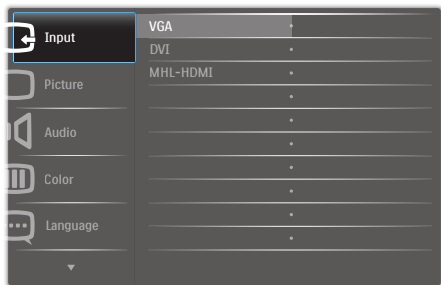 Input
VGA
DVI
MHL-HDMI
Picture
Audio
Color
Language